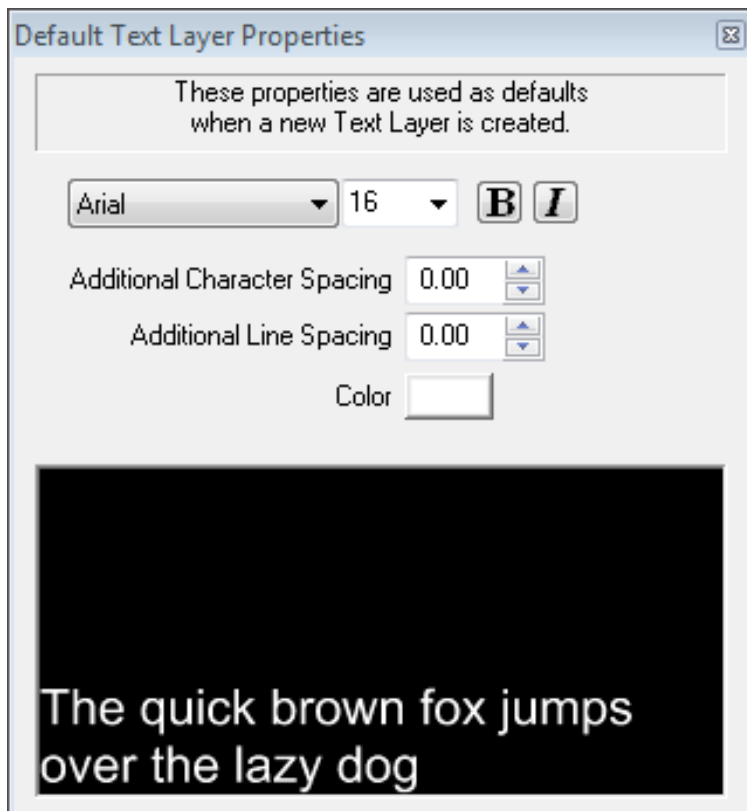 Default Text Layer Properties
These properties are used as defaults
when a new Text Layer is created.
Arial 16 B I
Additional Character Spacing 0.00
Additional Line Spacing 0.00
Color
The quick brown fox jumps
over the lazy dog